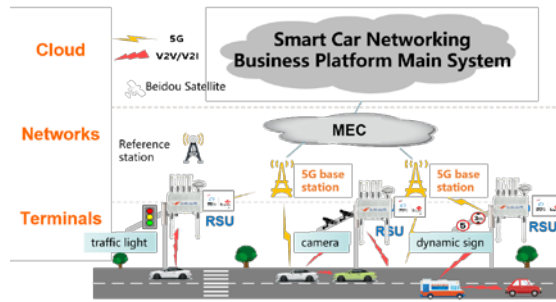 Cloud
5G
V2V/V2I
Beidou Satellite
Smart Car Networking
Business Platform Main System
Networks
Reference
station
MEC
5G base
station
5G base
station
Terminals
RSU
RSU
RSU
traffic light
camera
dynamic sign
5